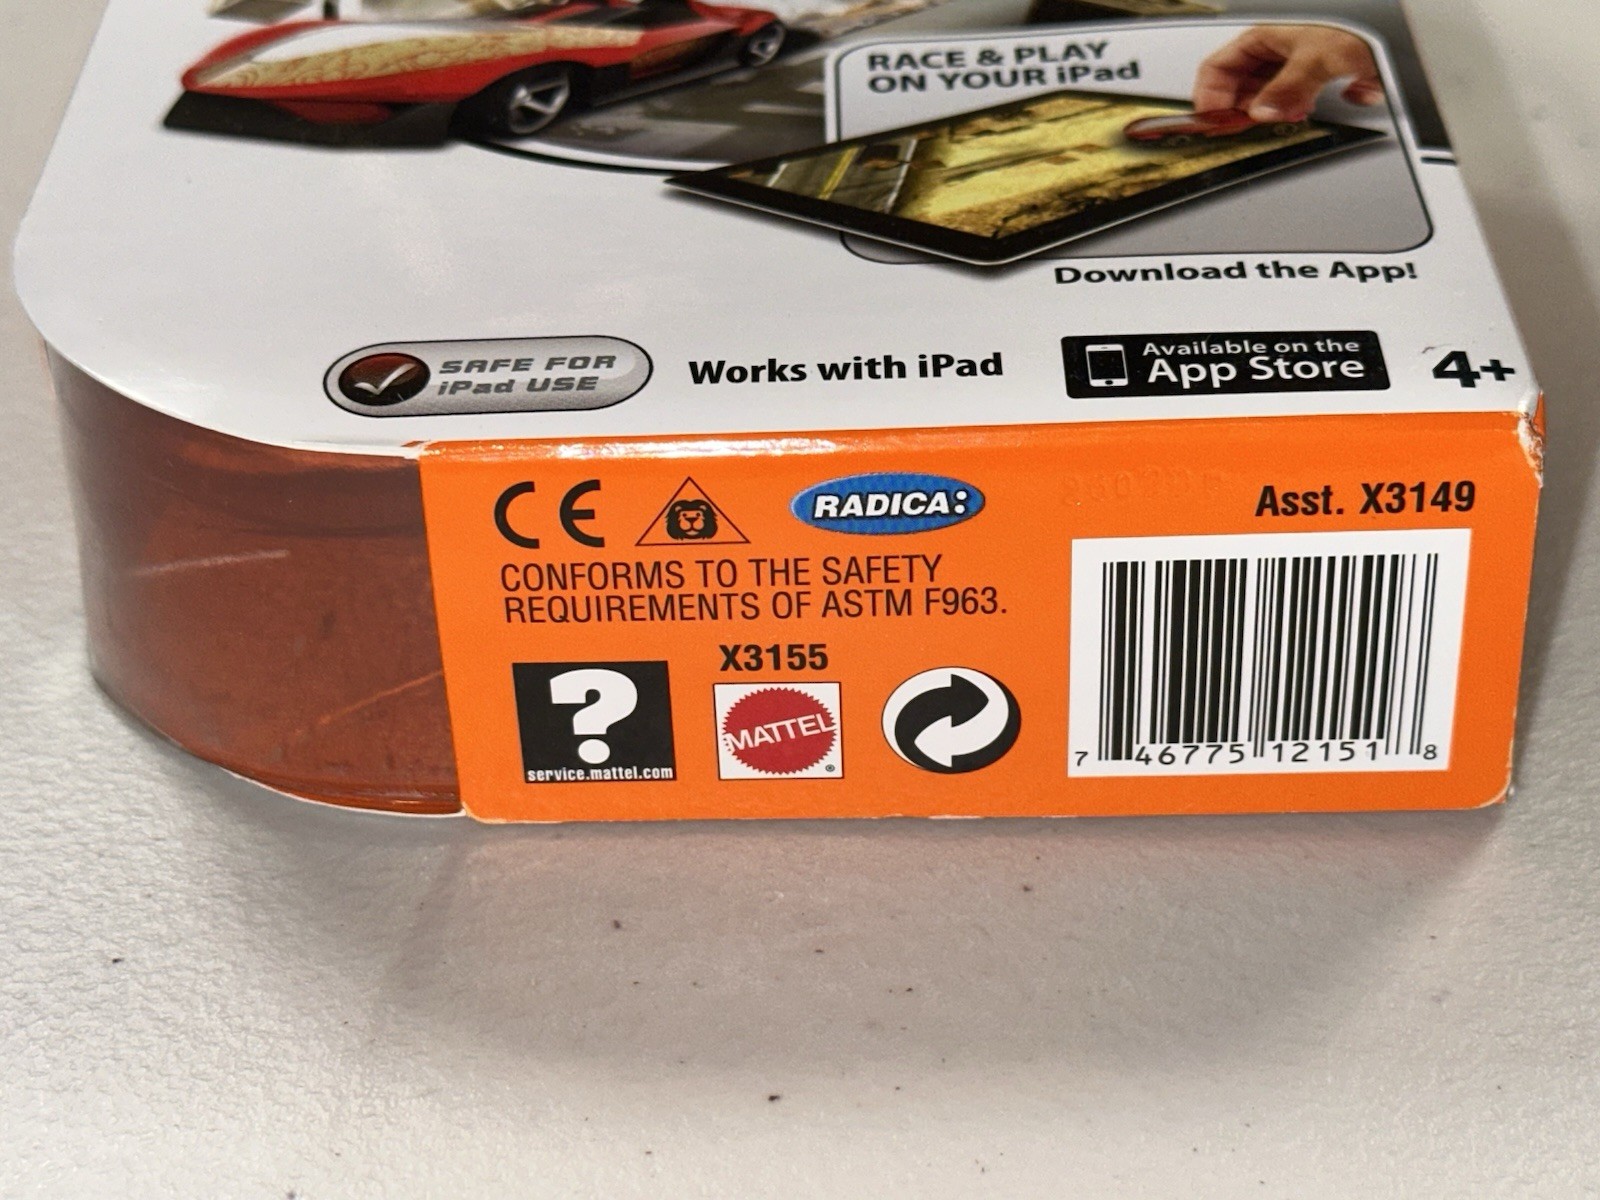 RACE & PLAY
ON YOUR iPad
Download the App!
SAFE FOR
iPad USE
Works with iPad
Available on the
App Store
4+
CE
RADICA:
Asst. X3149
CONFORMS TO THE SAFETY
REQUIREMENTS OF ASTM F963.
X3155
?
service.mattel.com
MATTEL
®
7 46775 12151 8